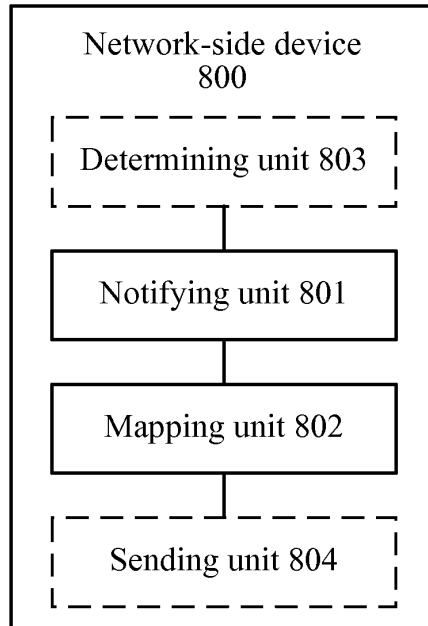 Network-side device
800
Determining unit 803
Notifying unit 801
Mapping unit 802
Sending unit 804